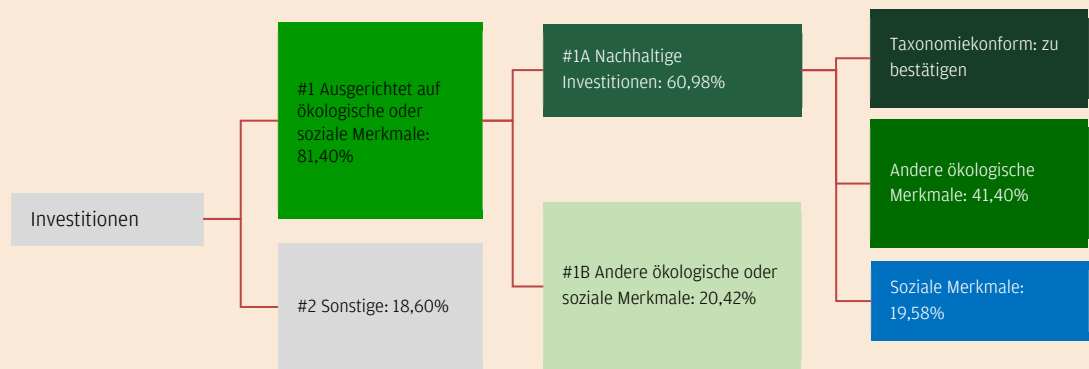 Investitionen
#1 Ausgerichtet auf
ökologische oder
soziale Merkmale:
81,40%
#2 Sonstige: 18,60%
#1A Nachhaltige
Investitionen: 60,98%
#1B Andere ökologische oder
soziale Merkmale: 20,42%
Taxonomiekonform: zu
bestätigen
Andere ökologische
Merkmale: 41,40%
Soziale Merkmale:
19,58%